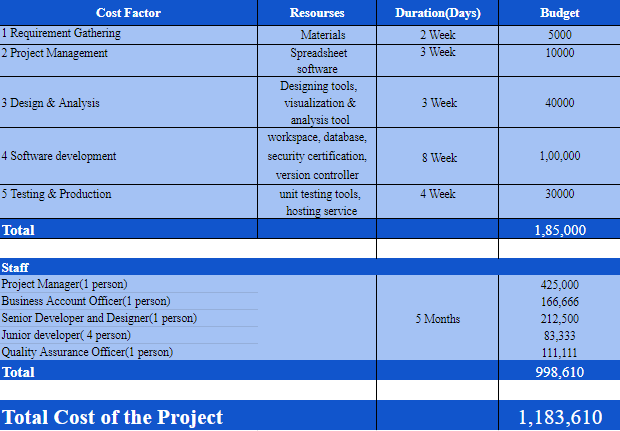 Cost Factor Resourses Duration(Days) Budget
1 Requirement Gathering Materials 2 Week 5000
2 Project Management Spreadsheet software 3 Week 10000
3 Design & Analysis Designing tools, visualization & analysis tool 3 Week 40000
4 Software development workspace, database, security certification, version controller 8 Week 1,00,000
5 Testing & Production unit testing tools, hosting service 4 Week 30000
Total 1,85,000
Staff
Project Manager(1 person) 425,000
Business Account Officer(1 person) 166,666
Senior Developer and Designer(1 person) 5 Months 212,500
Junior developer( 4 person) 83,333
Quality Assurance Officer(1 person) 111,111
Total 998,610
Total Cost of the Project 1,183,610